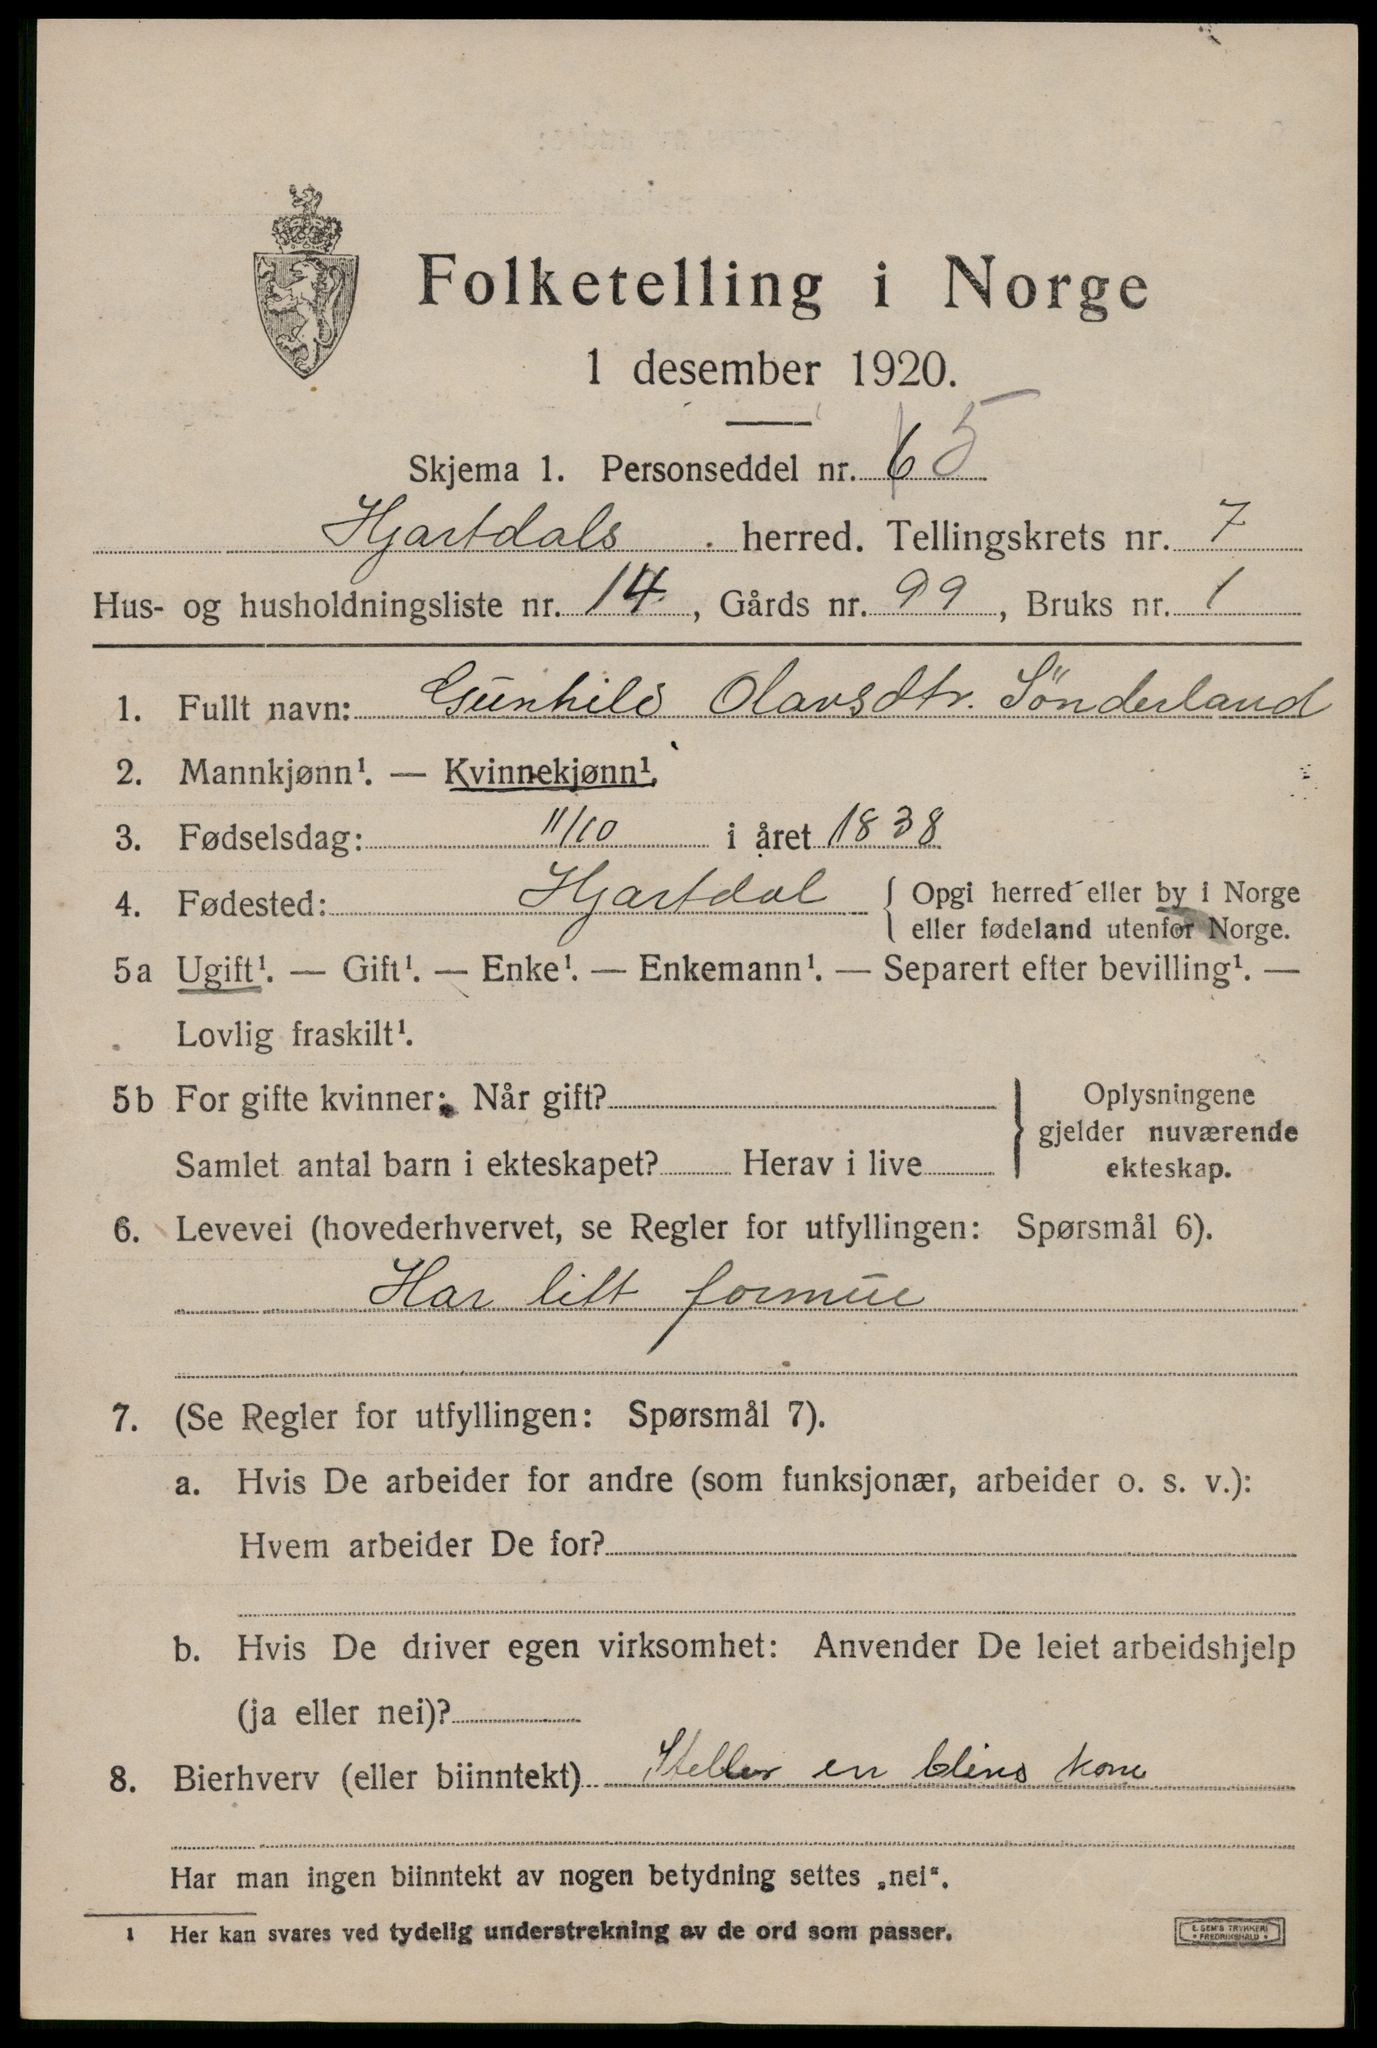 Folketelling i Norge
1 desember 1920.
Skjema 1. Personseddel nr. 6 5
Hjartdals herred. Tellingskrets nr. 7
Hus- og husholdningsliste nr. 14, Gårds nr. 99, Bruks nr. 1
1. Fullt navn: Gunhild Olavsdtr. Sønderland
2. Mannkjønn¹. — Kvinnekjønn¹.
3. Fødselsdag: 11/10 i året 1838
4. Fødested: Hjartdal { Opgi herred eller by i Norge
eller fødeland utenfor Norge.
5a Ugift¹. — Gift¹. — Enke¹. — Enkemann¹. — Separert efter bevilling¹. —
Lovlig fraskilt¹.
5b For gifte kvinner: Når gift? } Oplysningene
gjelder nuværende
Samlet antal barn i ekteskapet? Herav i live
ekteskap.
6. Levevei (hovederhvervet, se Regler for utfyllingen: Spørsmål 6).
Har litt formue
7. (Se Regler for utfyllingen: Spørsmål 7).
a. Hvis De arbeider for andre (som funksjonær, arbeider o. s. v.):
Hvem arbeider De for?
b. Hvis De driver egen virksomhet: Anvender De leiet arbeidshjelp
(ja eller nei)?
8. Bierhverv (eller biinntekt) Steller en blind kone
Har man ingen biinntekt av nogen betydning settes „nei“.
1 Her kan svares ved tydelig understrekning av de ord som passer.
E. SEM'S TRYKKERI
• FREDRIKSHALD •